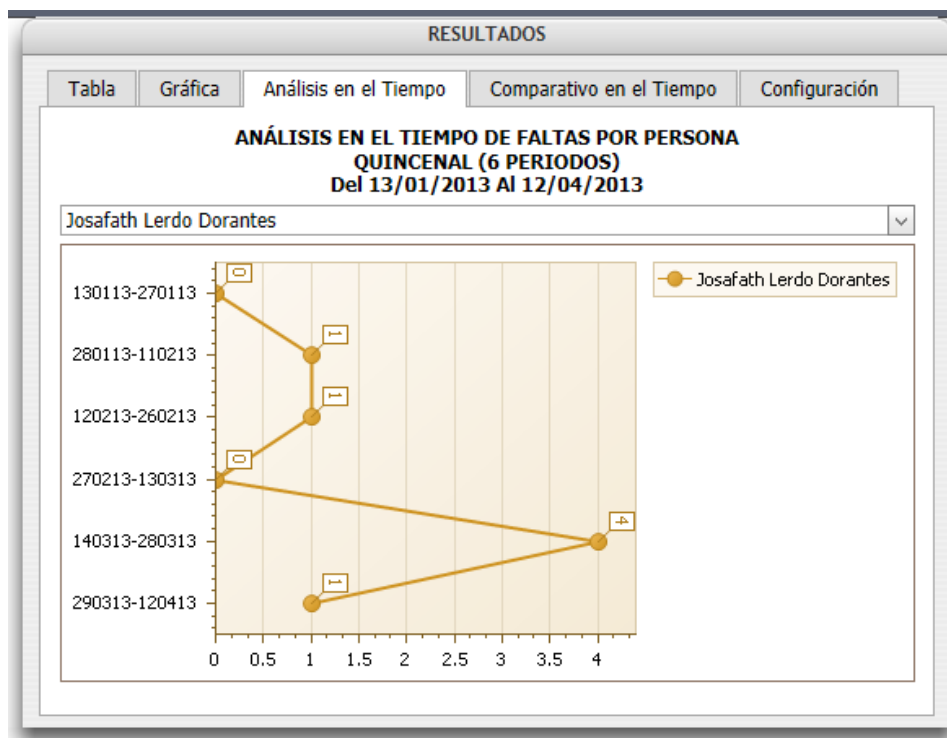 RESULTADOS
Tabla Gráfica Análisis en el Tiempo Comparativo en el Tiempo Configuración
ANÁLISIS EN EL TIEMPO DE FALTAS POR PERSONA
QUINCENAL (6 PERIODOS)
Del 13/01/2013 Al 12/04/2013
Josafath Lerdo Dorantes
0
130113-270113
Josafath Lerdo Dorantes
1
280113-110213
1
120213-260213
0
270213-130313
4
140313-280313
1
290313-120413
0 0.5 1 1.5 2 2.5 3 3.5 4